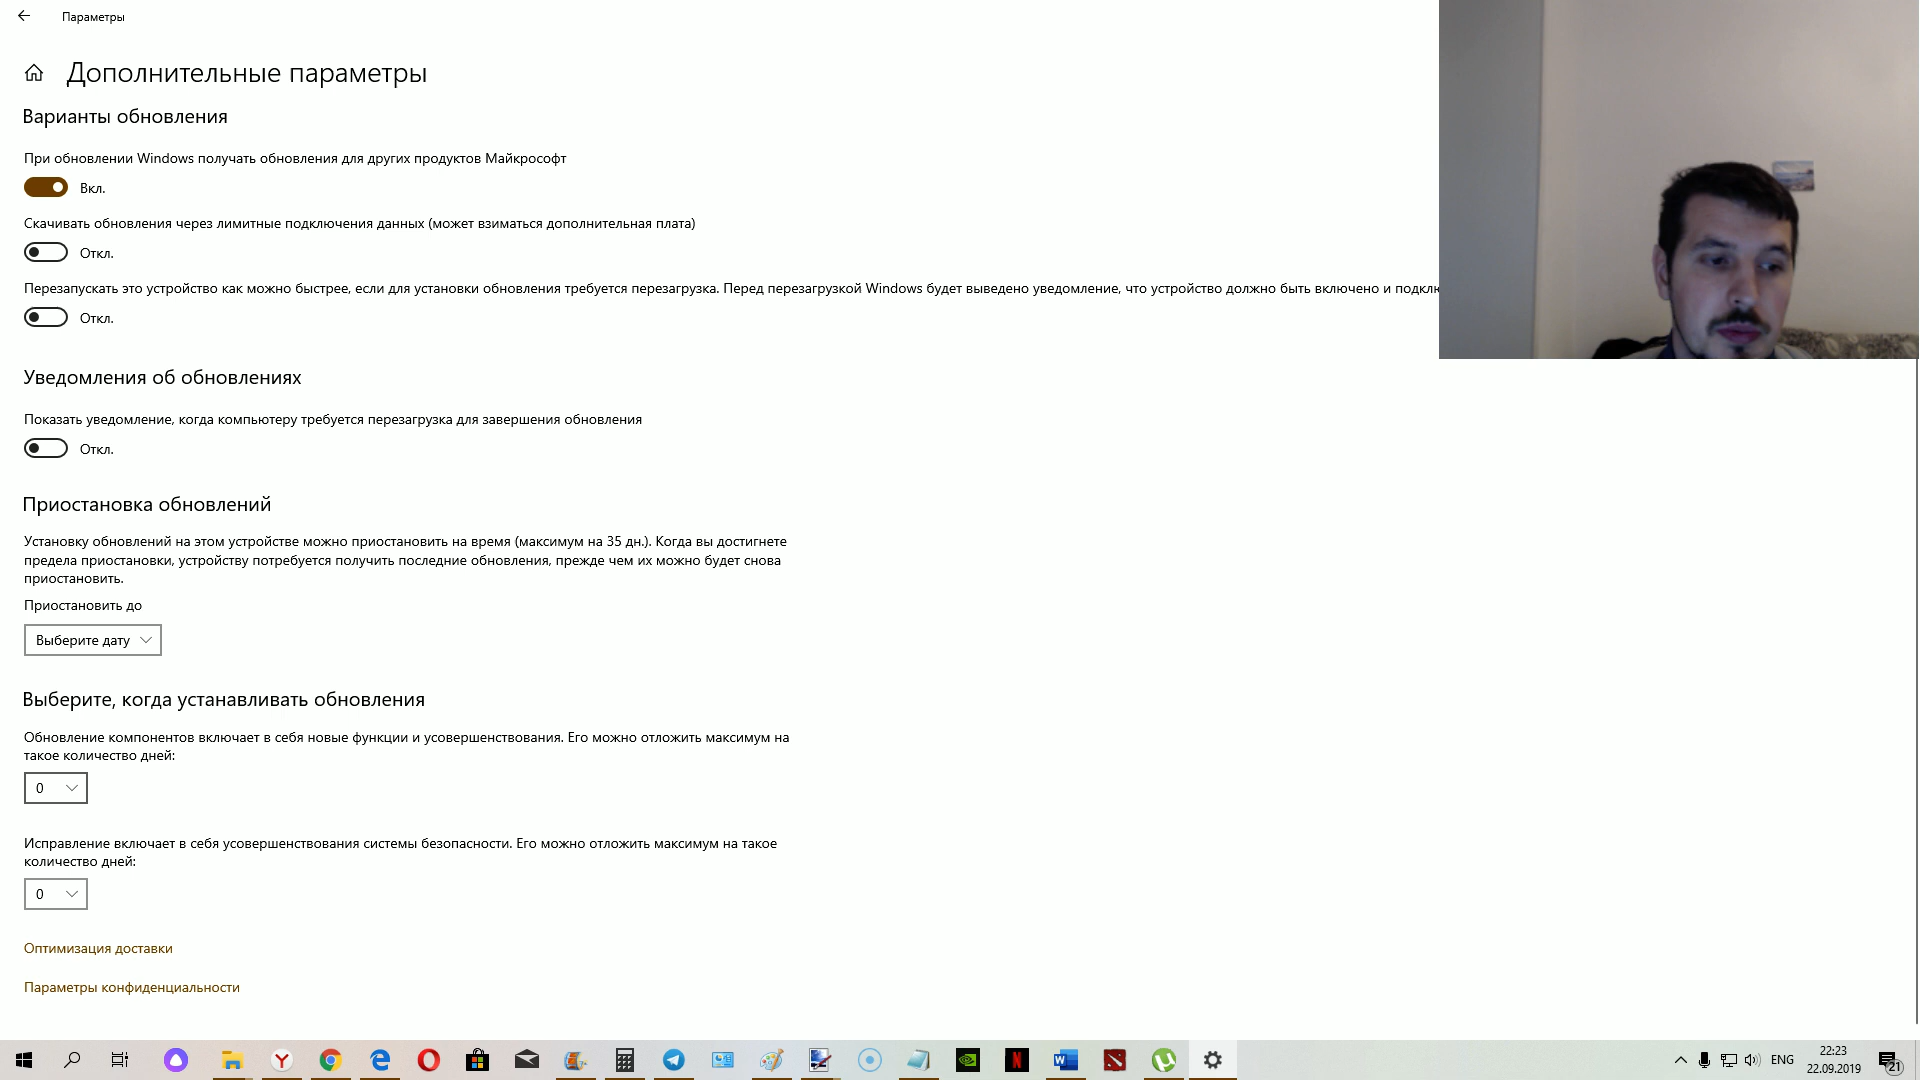 Параметры
Дополнительные параметры
Варианты обновления
При обновлении Windows получать обновления для других продуктов Майкрософт
Вкл.
Скачивать обновления через лимитные подключения данных (может взиматься дополнительная плата)
Откл.
Перезапускать это устройство как можно быстрее, если для установки обновления требуется перезагрузка. Перед перезагрузкой Windows будет выведено уведомление, что устройство должно быть включено и подклю
Откл.
Уведомления об обновлениях
Показать уведомление, когда компьютеру требуется перезагрузка для завершения обновления
Откл.
Приостановка обновлений
Установку обновлений на этом устройстве можно приостановить на время (максимум на 35 дн.). Когда вы достигнете
предела приостановки, устройству потребуется получить последние обновления, прежде чем их можно будет снова
приостановить.
Приостановить до
Выберите дату
Выберите, когда устанавливать обновления
Обновление компонентов включает в себя новые функции и усовершенствования. Его можно отложить максимум на
такое количество дней:
0
Исправление включает в себя усовершенствования системы безопасности. Его можно отложить максимум на такое
количество дней:
0
Оптимизация доставки
Параметры конфиденциальности
ENG
22:23
22.09.2019
21